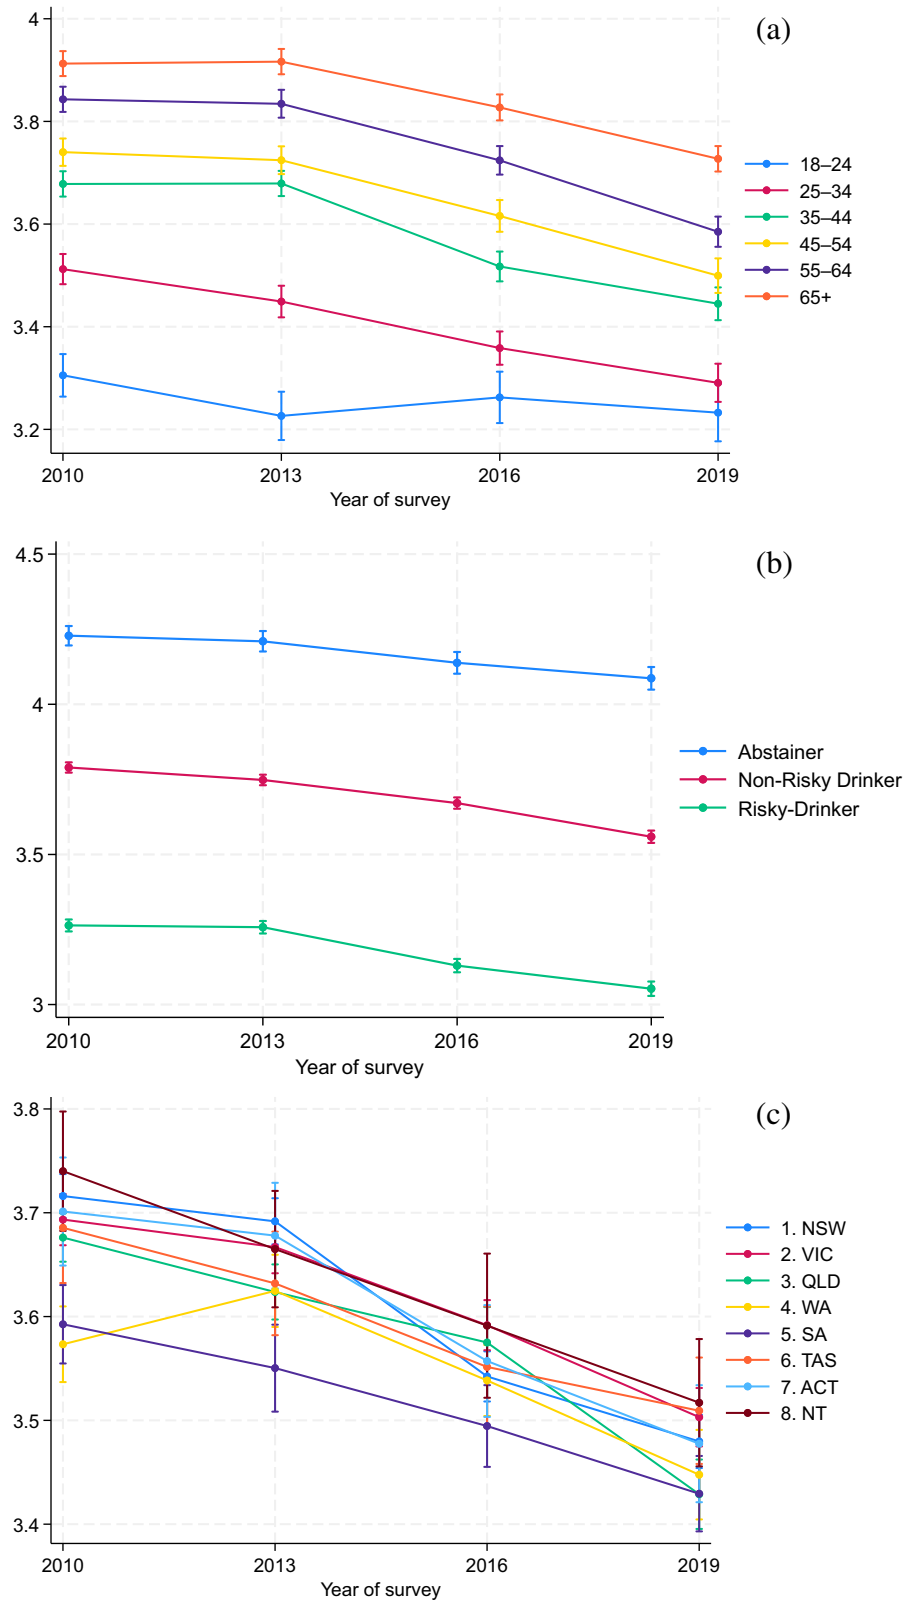 (a)
4
3.8
3.6
3.4
3.2
2010 2013 2016 2019
Year of survey
18–24
25–34
35–44
45–54
55–64
65+
(b)
4.5
4
3.5
3
2010 2013 2016 2019
Year of survey
Abstainer
Non-Risky Drinker
Risky-Drinker
(c)
3.8
3.7
3.6
3.5
3.4
2010 2013 2016 2019
Year of survey
1. NSW
2. VIC
3. QLD
4. WA
5. SA
6. TAS
7. ACT
8. NT